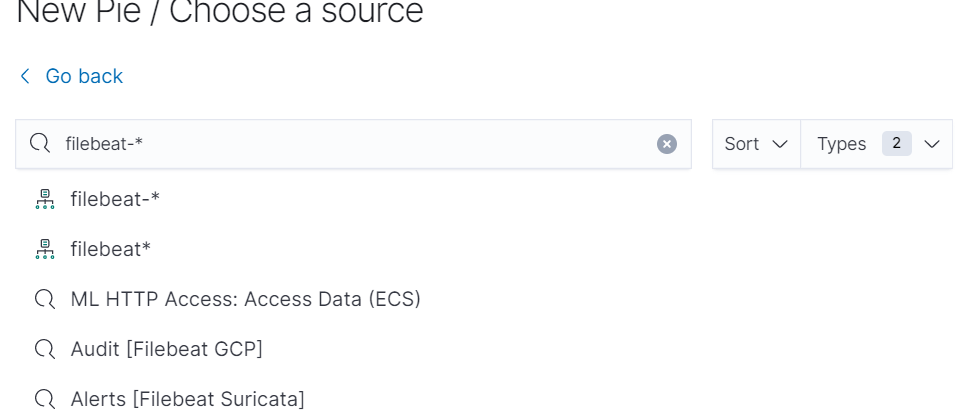 New Pie / Choose a source
Go back
filebeat-*
Sort
Types 2
filebeat-*
filebeat*
ML HTTP Access: Access Data (ECS)
Audit [Filebeat GCP]
Alerts [Filebeat Suricata]